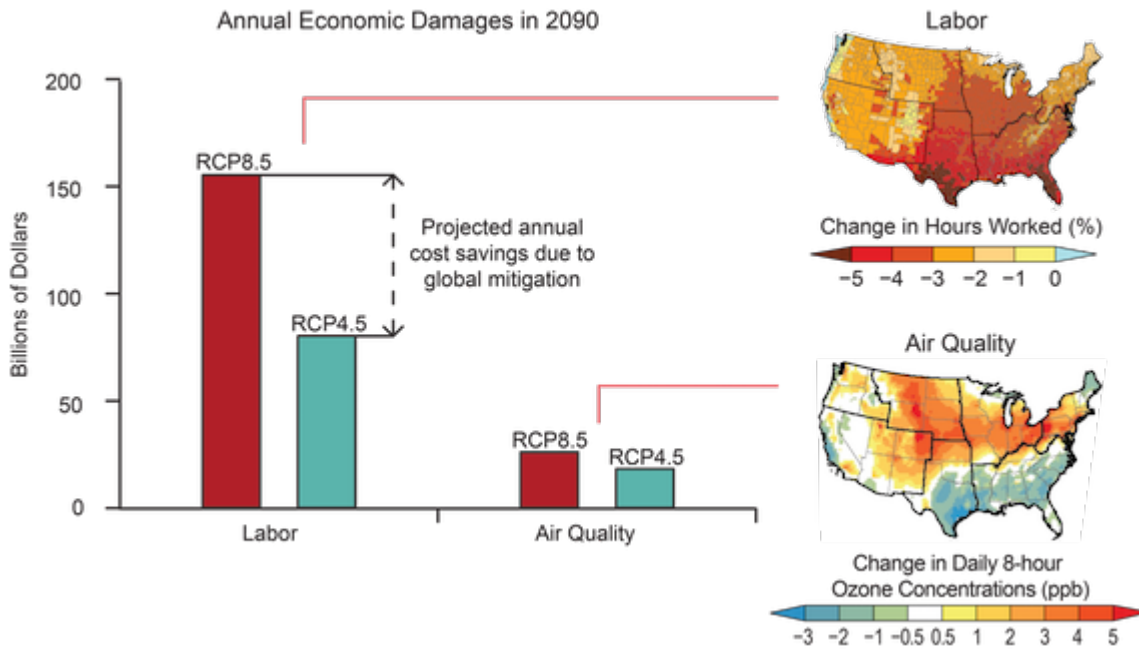 Annual Economic Damages in 2090
Billions of Dollars
200
150
100
50
0
RCP8.5
RCP4.5
Projected annual
cost savings due to
global mitigation
RCP8.5
RCP4.5
Labor
Air Quality
Labor
Change in Hours Worked (%)
−5 −4 −3 −2 −1 0
Air Quality
Change in Daily 8-hour
Ozone Concentrations (ppb)
−3 −2 −1 −0.5 0.5 1 2 3 4 5